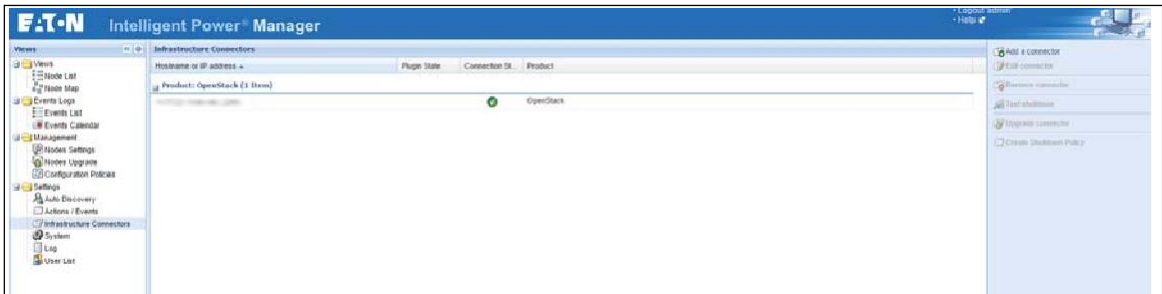 EATON Intelligent Power® Manager
• Logout 'admin'
• Help
Views
Infrastructure Connectors
Views
Node List
Node Map
Events Logs
Events List
Events Calendar
Management
Nodes Settings
Nodes Upgrade
Configuration Policies
Settings
Auto Discovery
Actions / Events
Infrastructure Connectors
System
Log
User List
Hostname or IP address
Plugin State
Connection St...
Product
Product: OpenStack (1 Item)
OpenStack
Add a connector
Edit connector
Remove connector
Test shutdown
Upgrade connector
Create Shutdown Policy